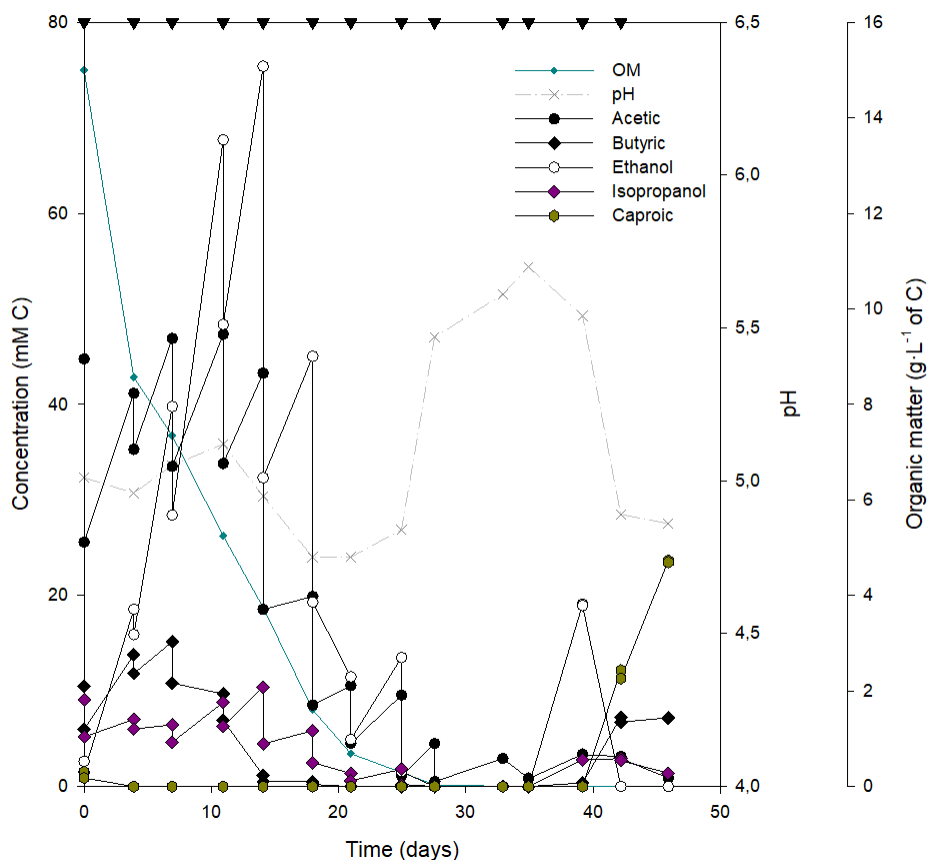 80
60
40
20
0
Concentration (mM C)
0
10
20
30
40
50
Time (days)
6,5
6,0
5,5
5,0
4,5
4,0
pH
16
14
12
10
8
6
4
2
0
Organic matter (g·L⁻¹ of C)
OM
pH
Acetic
Butyric
Ethanol
Isopropanol
Caproic